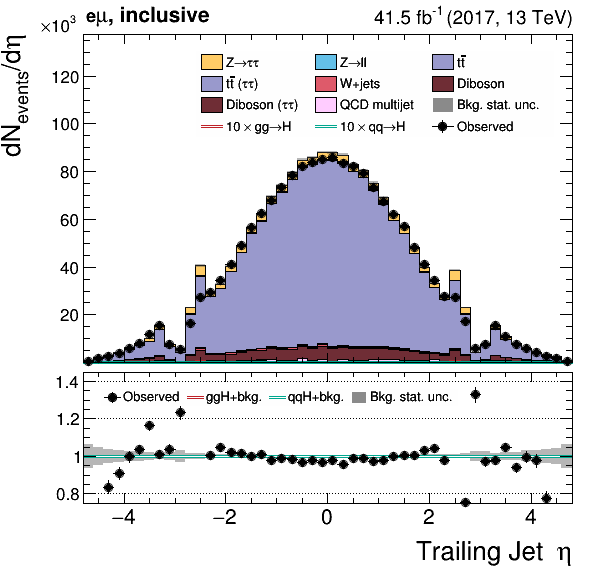 eμ, inclusive 41.5 fb⁻¹ (2017, 13 TeV)
×10³
dN_events/dη
120
100
80
60
40
20
Z→ττ Z→ll tt̄
tt̄ (ττ) W+jets Diboson
Diboson (ττ) QCD multijet Bkg. stat. unc.
10 × gg→H 10 × qq→H Observed
1.4
1.2
1.0
0.8
Observed ggH+bkg. qqH+bkg. Bkg. stat. unc.
−4 −2 0 2 4
Trailing Jet η